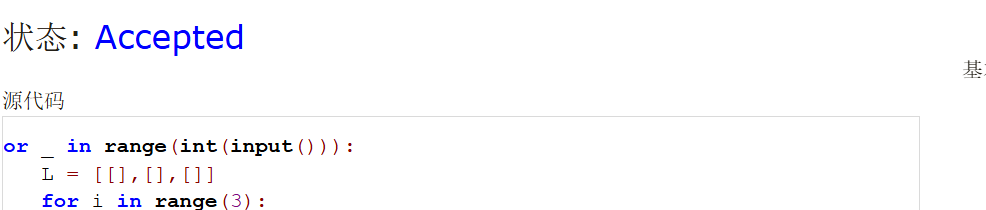 状态: Accepted
源代码
or _ in range(int(input())):
    L = [[],[],[]]
    for i in range(3):